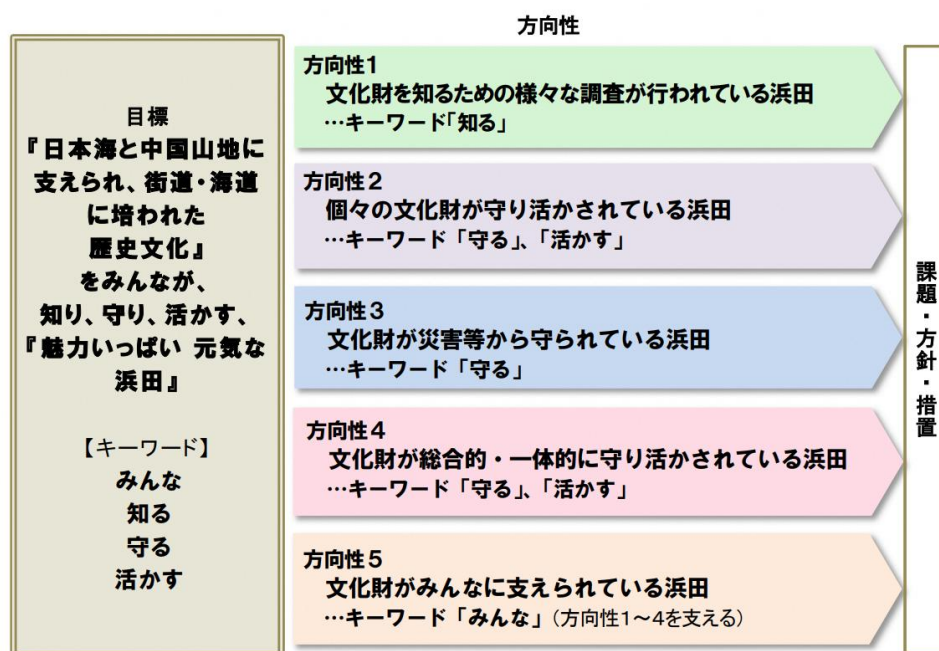 方向性
目標
『日本海と中国山地に
支えられ、街道・海道
に培われた
歴史文化』
をみんなが、
知り、守り、活かす、
『魅力いっぱい 元気な
浜田』
【キーワード】
みんな
知る
守る
活かす
方向性1
文化財を知るための様々な調査が行われている浜田
…キーワード「知る」
方向性2
個々の文化財が守り活かされている浜田
…キーワード「守る」、「活かす」
方向性3
文化財が災害等から守られている浜田
…キーワード「守る」
方向性4
文化財が総合的・一体的に守り活かされている浜田
…キーワード「守る」、「活かす」
方向性5
文化財がみんなに支えられている浜田
…キーワード「みんな」（方向性1～4を支える）
課題・方針・措置